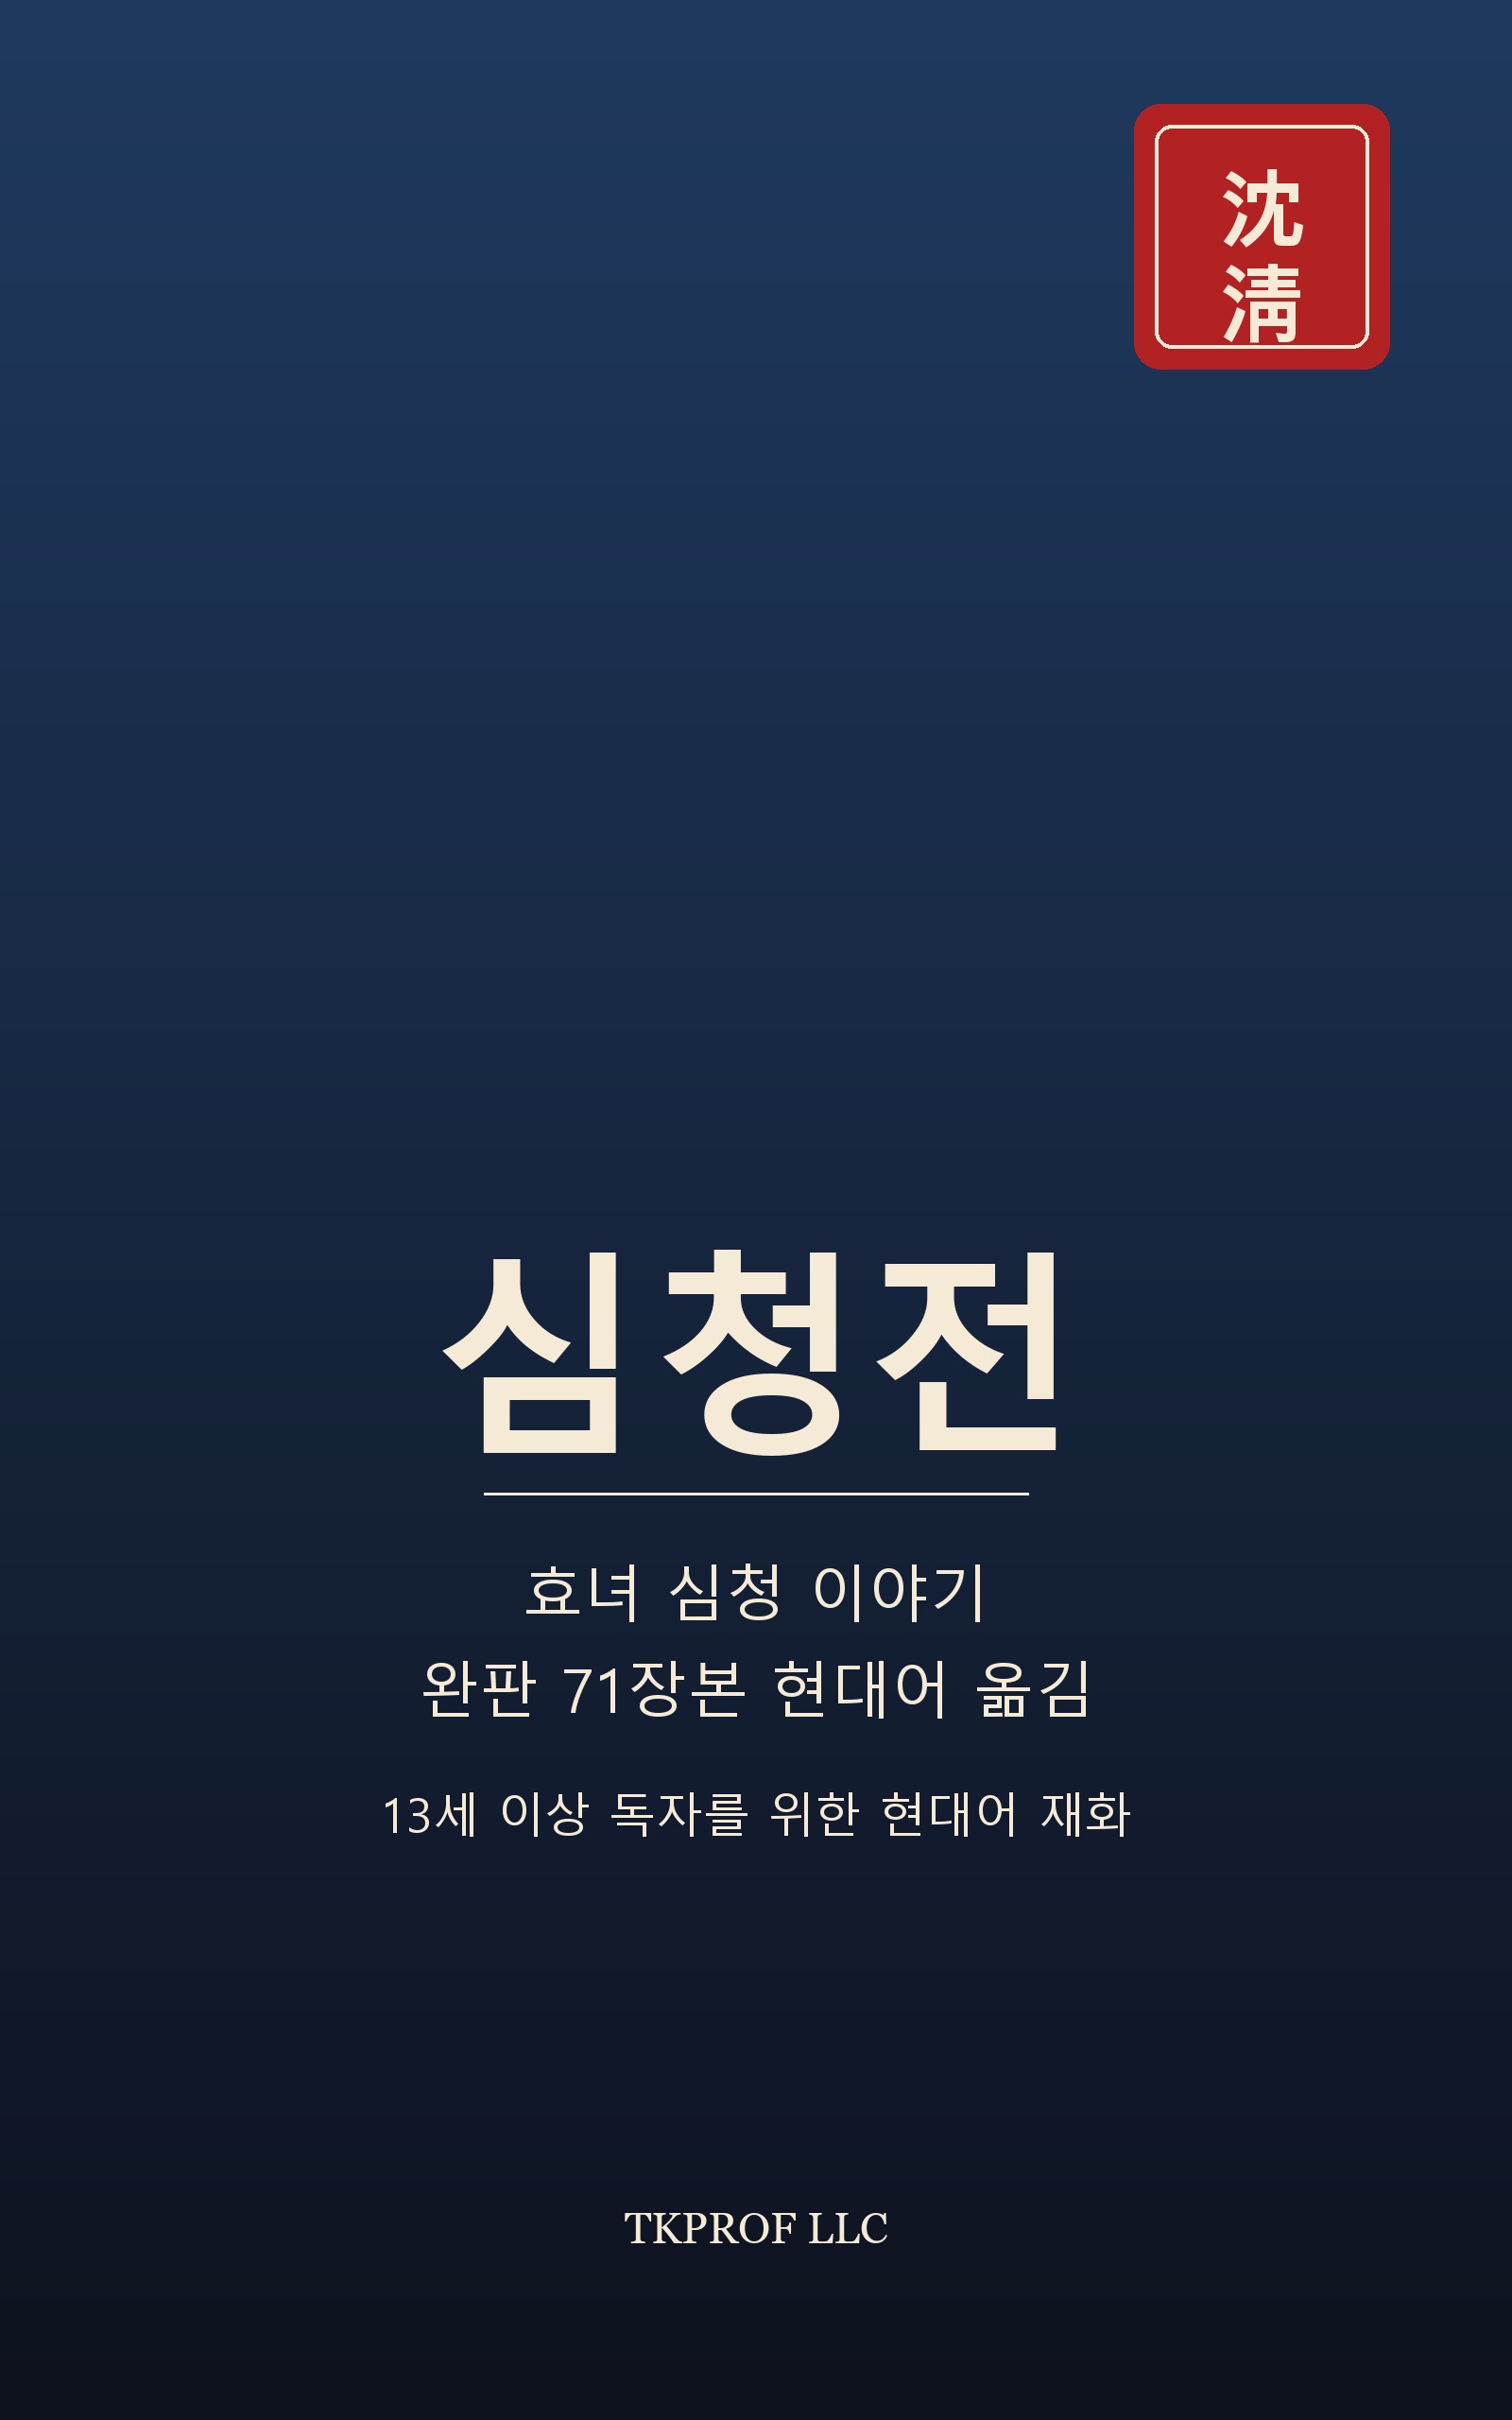 沈
淸
심청전
효녀 심청 이야기
완판 71장본 현대어 옮김
13세 이상 독자를 위한 현대어 재화
TKPROF LLC